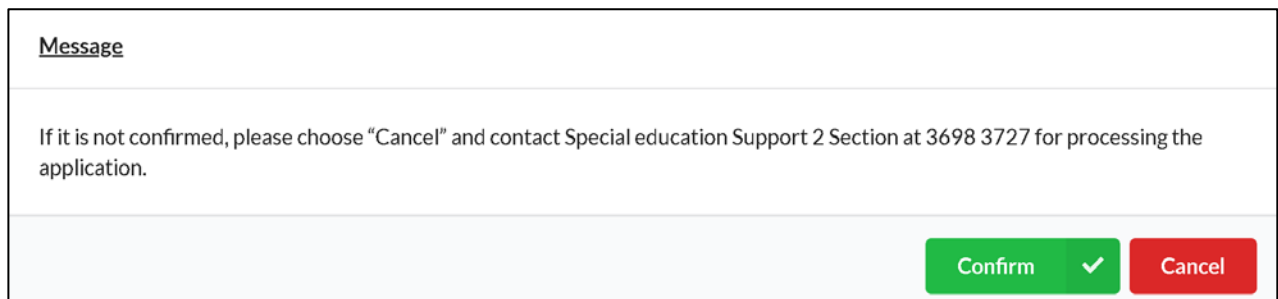 Message
If it is not confirmed, please choose “Cancel” and contact Special education Support 2 Section at 3698 3727 for processing the
application.
Confirm
Cancel